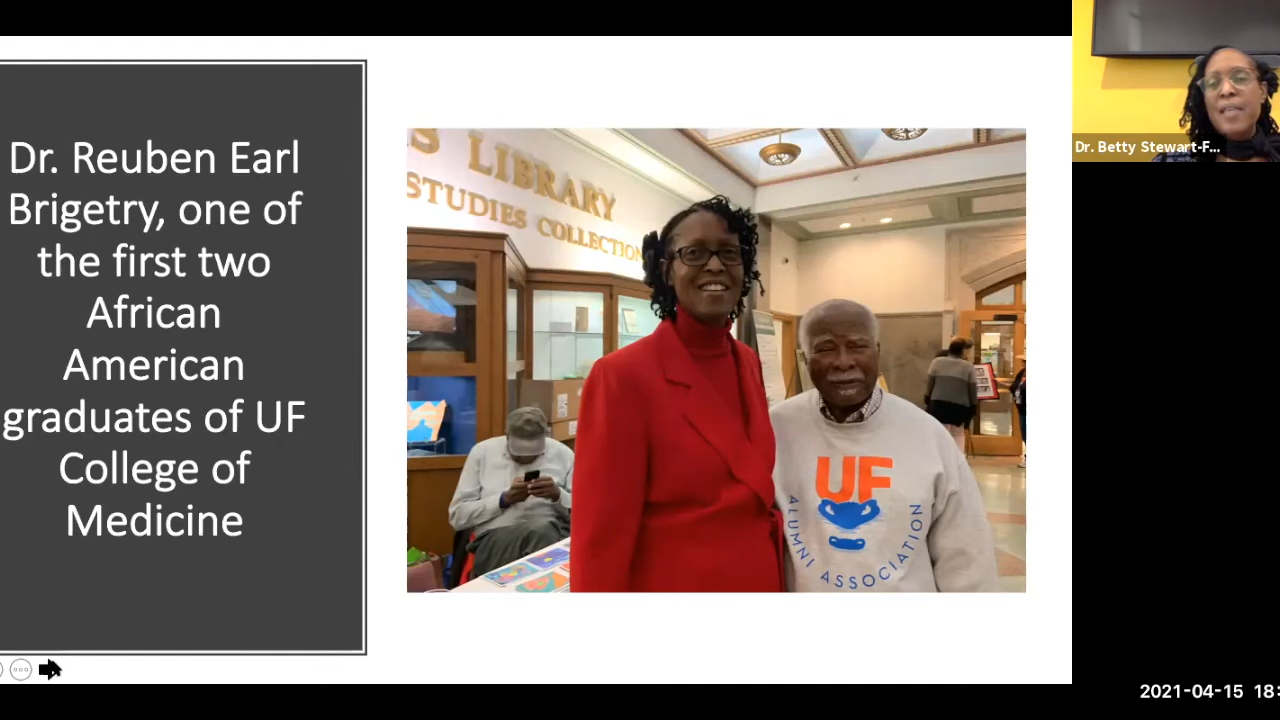 Dr. Reuben Earl
Brigetry, one of
the first two
African
American
graduates of UF
College of
Medicine
S LIBRARY
STUDIES COLLECTION
UF
ALUMNI ASSOCIATION
Dr. Betty Stewart-F...
2021-04-15 18: